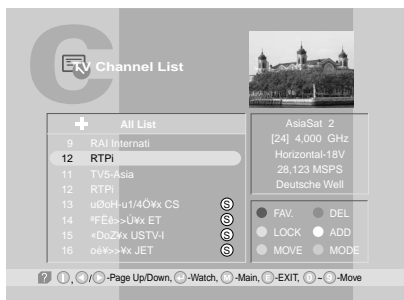 TV Channel List
All List
9 RAI Internati
12 RTPi
11 TV5-Asia
12 RTPi
13 uØoH-u1/4Ö¥x CS Ⓢ
14 ªFËê>>Ù¥x ET Ⓢ
15 «DoZ¥x USTV-I Ⓢ
16 oé¥>>¥x JET Ⓢ
AsiaSat 2
[24] 4,000 GHz
Horizontal-18V
28,123 MSPS
Deutsche Well
FAV. DEL
LOCK ADD
MOVE MODE
? , / -Page Up/Down, -Watch, -Main, -EXIT, - -Move